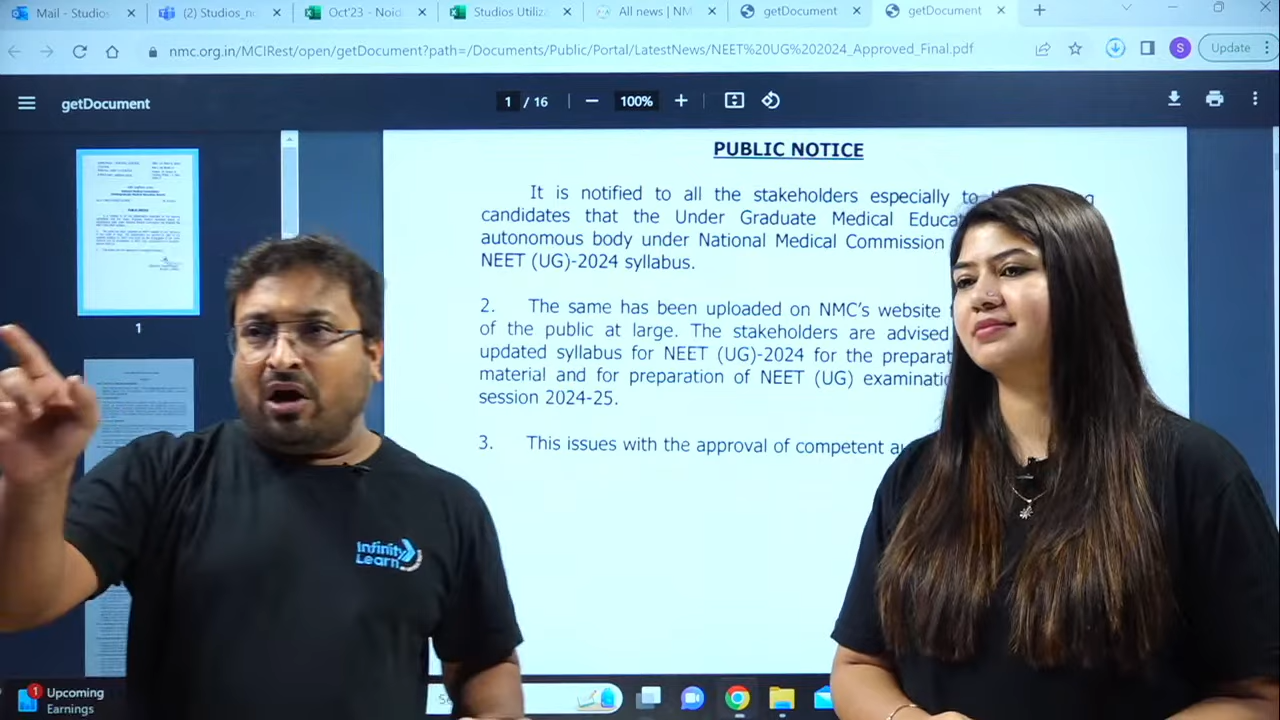 Mail - Studios
(2) Studios_no
Oct'23 - Noid
Studios Utiliz
All news | NM
getDocument
getDocument
nmc.org.in/MCIRest/open/getDocument?path=/Documents/Public/Portal/LatestNews/NEET%20UG%202024_Approved_Final.pdf
S
Update
getDocument
1 / 16
100%
PUBLIC NOTICE
It is notified to all the stakeholders especially to
candidates that the Under Graduate Medical Educa
autonomous body under National Medical Commission
NEET (UG)-2024 syllabus.
2. The same has been uploaded on NMC's website
of the public at large. The stakeholders are advised
updated syllabus for NEET (UG)-2024 for the preparat
material and for preparation of NEET (UG) examinatio
session 2024-25.
3. This issues with the approval of competent au
1
Infinity
Learn
1
Upcoming
Earnings